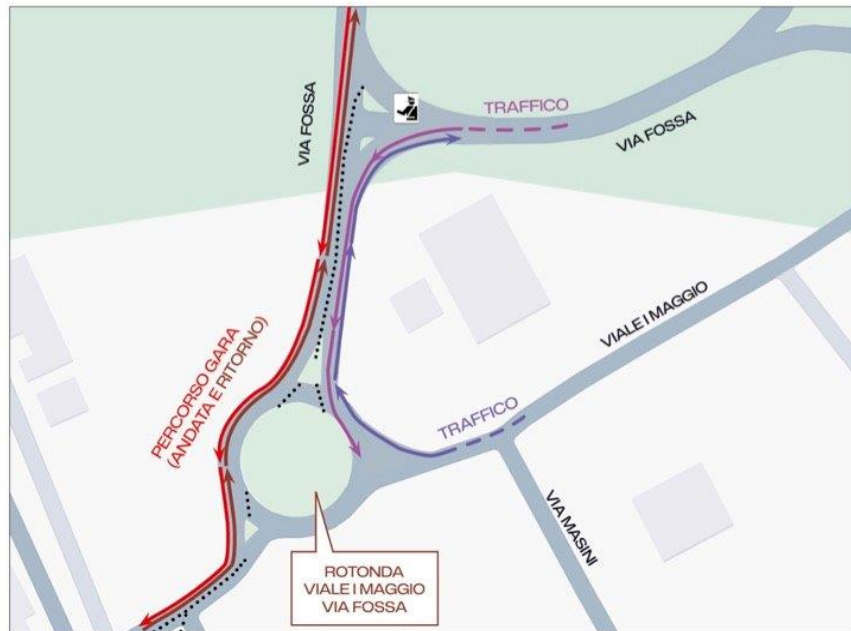 VIA FOSSA
TRAFFICO
VIA FOSSA
VIALE I MAGGIO
PERCORSO GARA
(ANDATA E RITORNO)
TRAFFICO
VIA MASINI
ROTONDA
VIALE I MAGGIO
VIA FOSSA